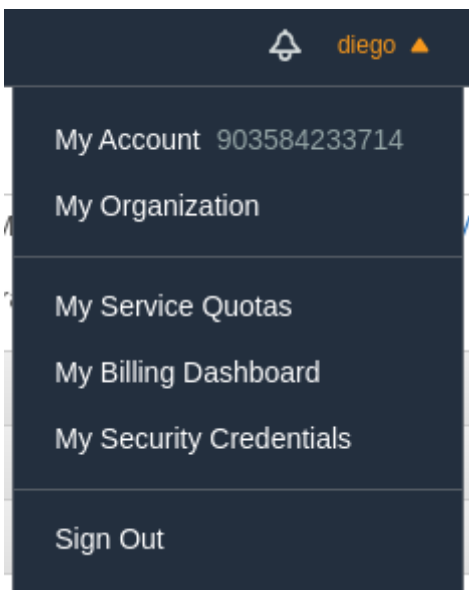 diego
My Account 903584233714
My Organization
My Service Quotas
My Billing Dashboard
My Security Credentials
Sign Out